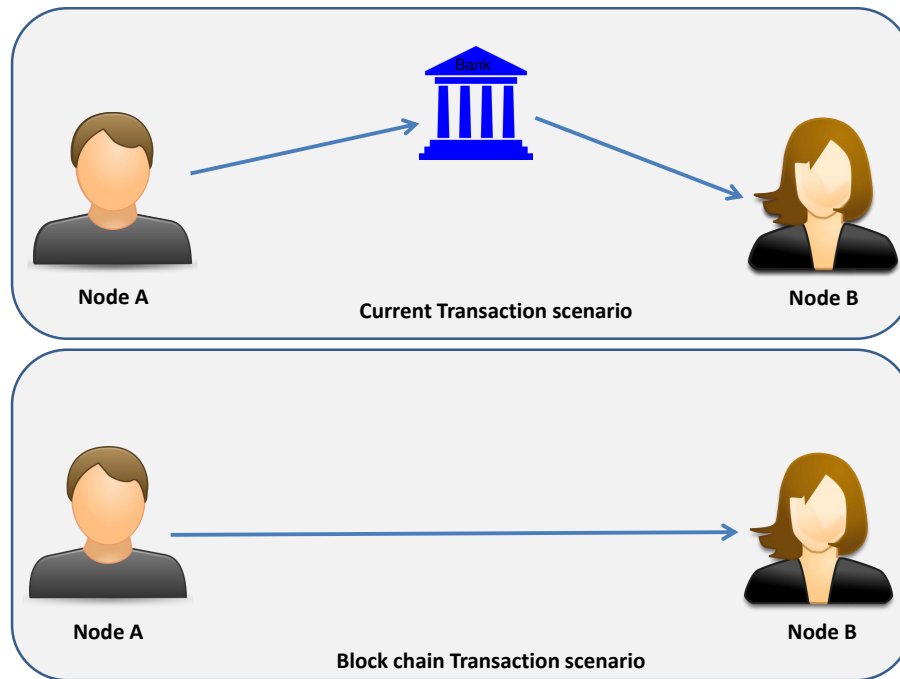 Bank
Node A
Node B
Current Transaction scenario
Node A
Node B
Block chain Transaction scenario